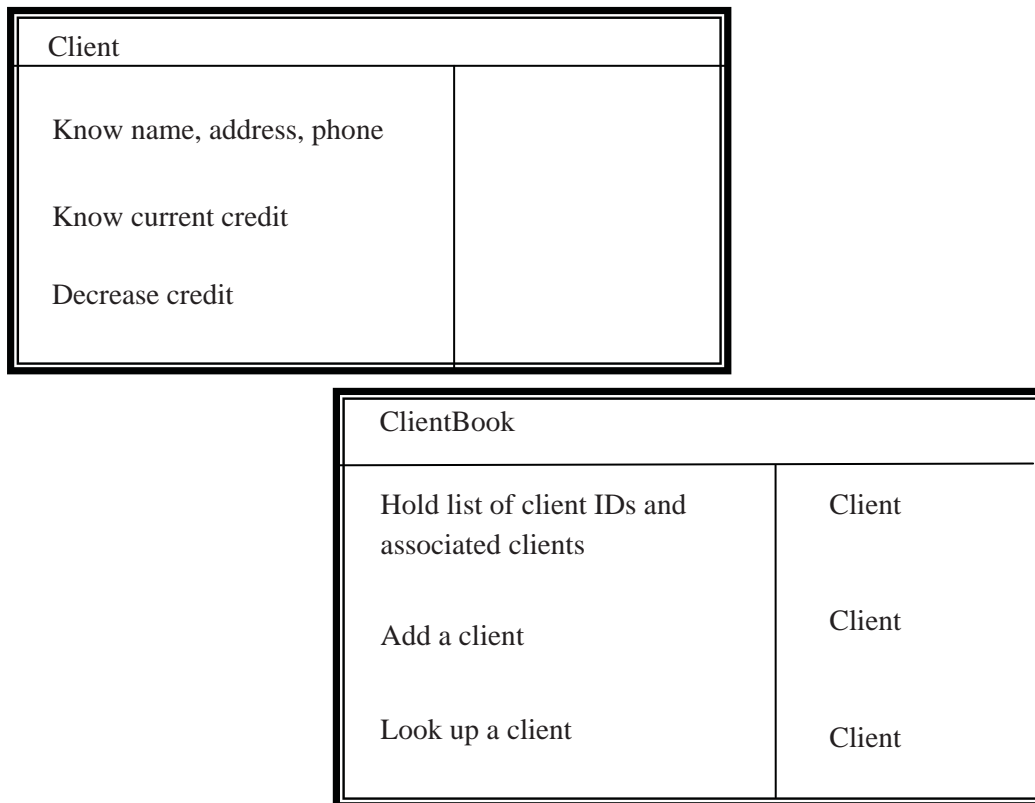 Client
Know name, address, phone
Know current credit
Decrease credit
ClientBook
Hold list of client IDs and
associated clients
Client
Add a client
Client
Look up a client
Client